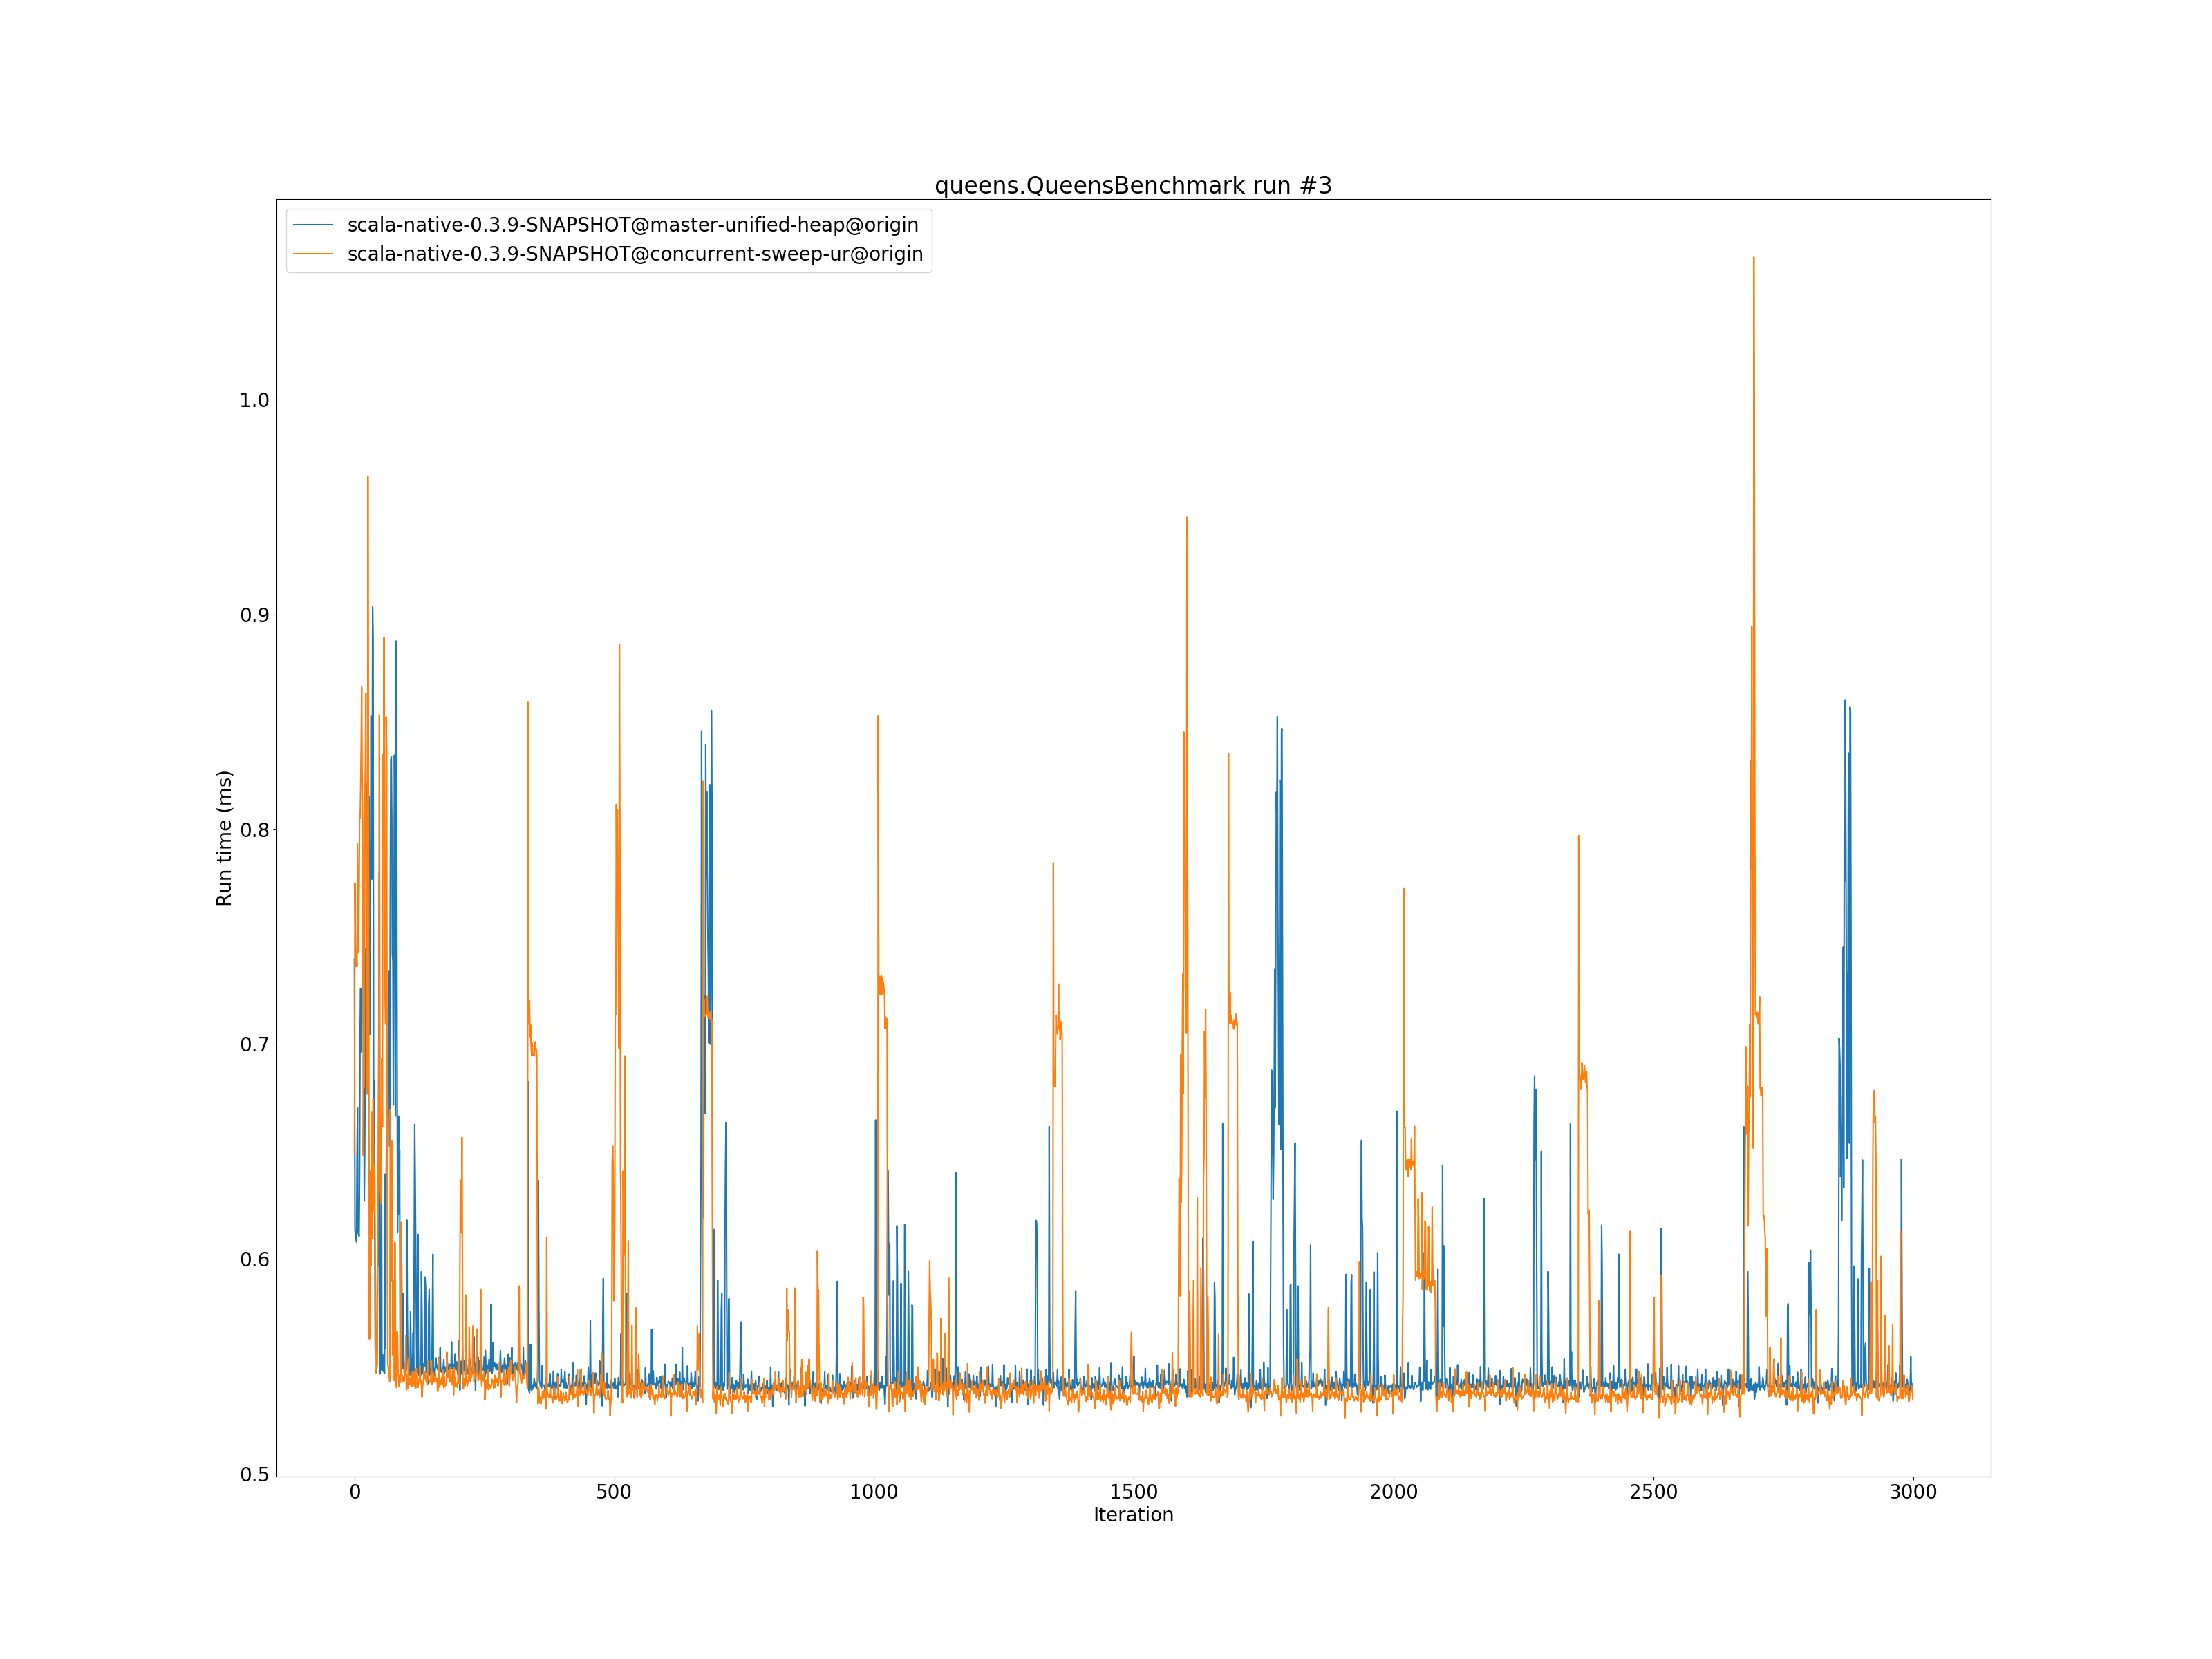 queens.QueensBenchmark run #3
scala-native-0.3.9-SNAPSHOT@master-unified-heap@origin
scala-native-0.3.9-SNAPSHOT@concurrent-sweep-ur@origin
Run time (ms)
1.0
0.9
0.8
0.7
0.6
0.5
0 500 1000 1500 2000 2500 3000
Iteration